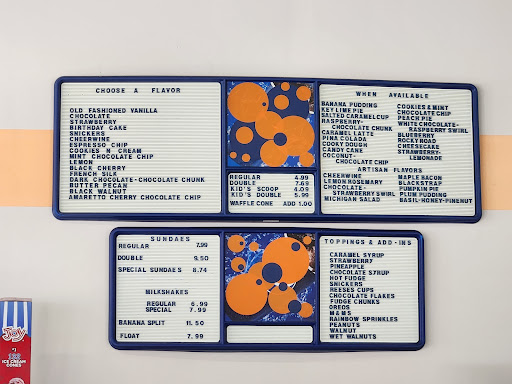 CHOOSE A FLAVOR
OLD FASHIONED VANILLA
CHOCOLATE
STRAWBERRY
BIRTHDAY CAKE
SNICKERS
CHEERWINE
ESPRESSO CHIP
COOKIES N CREAM
MINT CHOCOLATE CHIP
LEMON
BLACK CHERRY
FRENCH SILK
DARK CHOCOLATE-CHOCOLATE CHUNK
BUTTER PECAN
BLACK WALNUT
AMARETTO CHERRY CHOCOLATE CHIP
REGULAR 4.99
DOUBLE 7.69
KID'S SCOOP 4.09
KID'S DOUBLE 5.99
WAFFLE CONE ADD 1.00
WHEN AVAILABLE
BANANA PUDDING
KEY LIME PIE
SALTED CARAMEL CUP
RASPBERRY-
CHOCOLATE CHUNK
CARAMEL LATTE
PINA COLADA
COOKY DOUGH
CANDY CANE
COCONUT-
CHOCOLATE CHIP
COOKIES & MINT
CHOCOLATE CHIP
PEACH PIE
WHITE CHOCOLATE-
RASPBERRY SWIRL
BLUEBERRY
ROCKY ROAD
CHEESECAKE
STRAWBERRY-
LEMONADE
ARTISAN FLAVORS
CHEERWINE
LEMON ROSEMARY
CHOCOLATE-
STRAWBERRY SWIRL
MICHIGAN SALAD
MAPLE BACON
BLACKSTRAP
PUMPKIN PIE
PLUM PUDDING
BASIL-HONEY-PINENUT
SUNDAES
REGULAR 7.99
DOUBLE 9.50
SPECIAL SUNDAES 8.74
MILKSHAKES
REGULAR 6.99
SPECIAL 7.99
BANANA SPLIT 11.50
FLOAT 7.99
TOPPINGS & ADD-INS
CARAMEL SYRUP
STRAWBERRY
PINEAPPLE
CHOCOLATE SYRUP
HOT FUDGE
SNICKERS
REESES CUPS
CHOCOLATE FLAKES
FUDGE CHUNKS
OREOS
M&MS
RAINBOW SPRINKLES
PEANUTS
WALNUT
WET WALNUTS
Joy
ICE CREAM
CONES